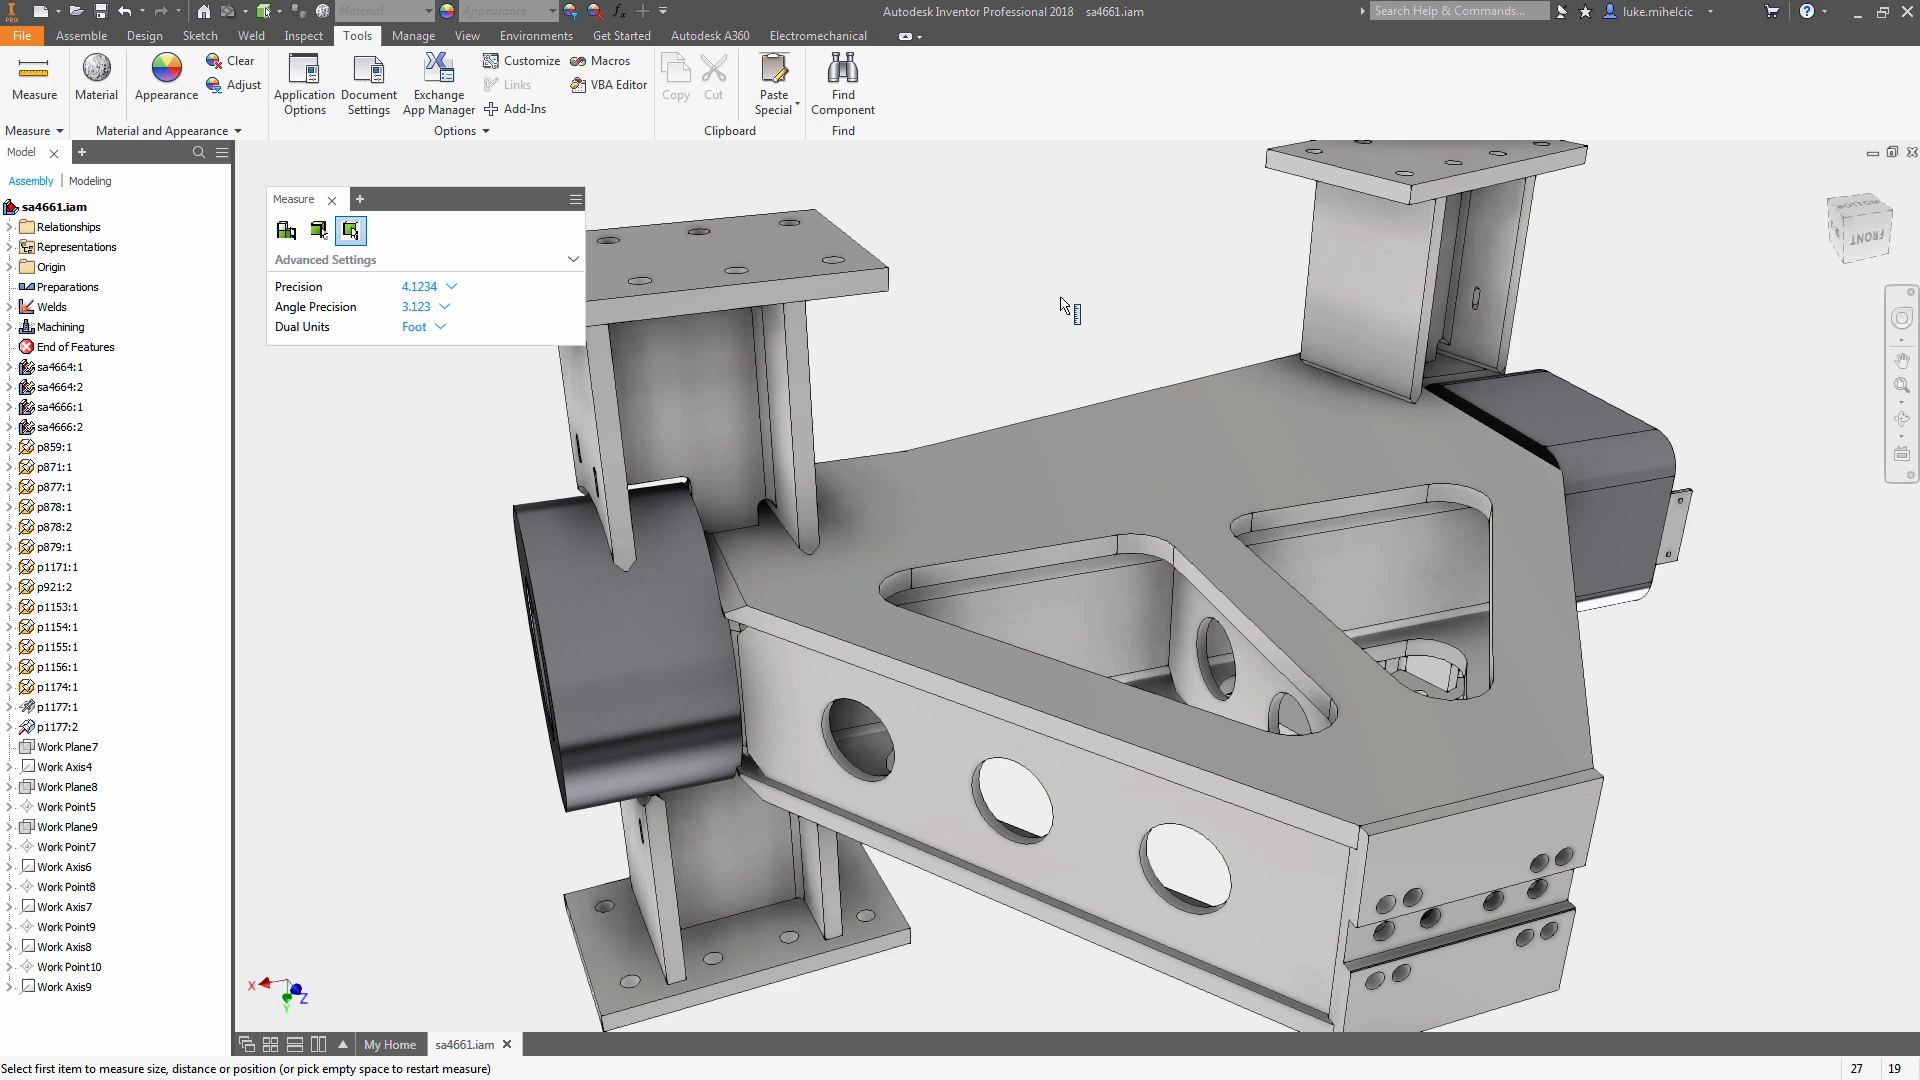 PRO
Material
Appearance
fx
Autodesk Inventor Professional 2018 sa4661.iam
Search Help & Commands...
luke.mihelcic
File
Assemble
Design
Sketch
Weld
Inspect
Tools
Manage
View
Environments
Get Started
Autodesk A360
Electromechanical
Measure
Material
Appearance
Clear
Adjust
Application Options
Document Settings
Exchange App Manager
Customize
Links
Add-Ins
Macros
VBA Editor
Copy
Cut
Paste Special
Find Component
Measure
Material and Appearance
Options
Clipboard
Find
Model
Assembly | Modeling
sa4661.iam
Relationships
Representations
Origin
Preparations
Welds
Machining
End of Features
sa4664:1
sa4664:2
sa4666:1
sa4666:2
p859:1
p871:1
p877:1
p878:1
p878:2
p879:1
p1171:1
p921:2
p1153:1
p1154:1
p1155:1
p1156:1
p1174:1
p1177:1
p1177:2
Work Plane7
Work Axis4
Work Plane8
Work Point5
Work Plane9
Work Point7
Work Axis6
Work Point8
Work Axis7
Work Point9
Work Axis8
Work Point10
Work Axis9
Measure
Advanced Settings
Precision 4.1234
Angle Precision 3.123
Dual Units Foot
BOTTOM
FRONT
X
Y
Z
My Home
sa4661.iam
Select first item to measure size, distance or position (or pick empty space to restart measure)
27 19